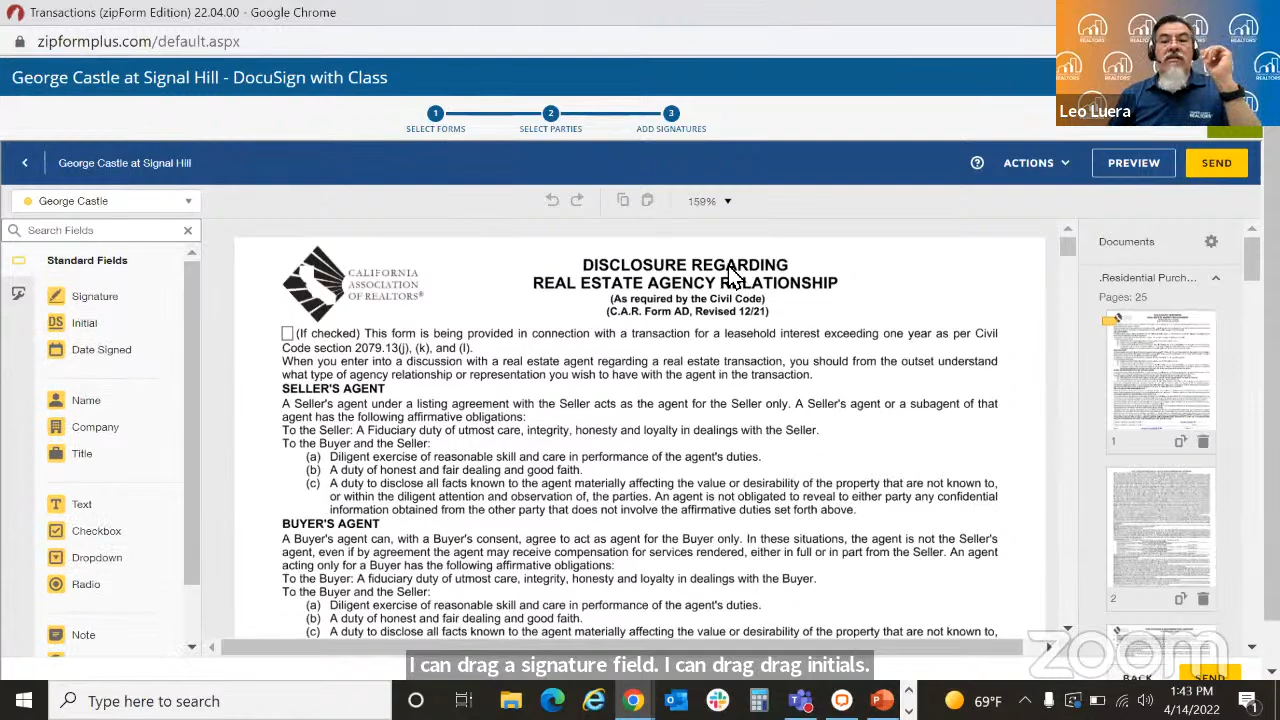 Transactions (zipForm Edition) 22.04.00 - Google Chrome
zipformplus.com/default.aspx
George Castle at Signal Hill - DocuSign with Class
1 2 3
SELECT FORMS SELECT PARTIES ADD SIGNATURES
REALTORS
Leo Luera
George Castle at Signal Hill
ACTIONS PREVIEW SEND
George Castle
159%
Search Fields
Standard Fields
Signature
Initial
Date Signed
Name
Company
Title
Text
Checkbox
Dropdown
Radio
Note
CALIFORNIA
ASSOCIATION
OF REALTORS®
DISCLOSURE REGARDING
REAL ESTATE AGENCY RELATIONSHIP
(As required by the Civil Code)
(C.A.R. Form AD, Revised 12/21)
(If checked) This form is being provided in connection with a transaction for a leasehold interest exceeding one year as per Civil
Code section 2079.13(j), (k) and (l).
When you enter into a discussion with a real estate agent regarding a real estate transaction, you should from the outset understand
what type of agency relationship or representation you wish to have with the agent in the transaction.
SELLER'S AGENT
A Seller's agent under a listing agreement with the Seller acts as the agent for the Seller only. A Seller's agent or a subagent of that
agent has the following affirmative obligations:
To the Seller: A Fiduciary duty of utmost care, integrity, honesty and loyalty in dealings with the Seller.
To the Buyer and the Seller:
(a) Diligent exercise of reasonable skill and care in performance of the agent's duties.
(b) A duty of honest and fair dealing and good faith.
(c) A duty to disclose all facts known to the agent materially affecting the value or desirability of the property that are not known to,
or within the diligent attention and observation of, the parties. An agent is not obligated to reveal to either party any confidential
information obtained from the other party that does not involve the affirmative duties set forth above.
BUYER'S AGENT
A Buyer's agent can, with a Buyer's consent, agree to act as agent for the Buyer only. In these situations, the agent is not the Seller's
agent, even if by agreement the agent may receive compensation for services rendered, either in full or in part from the Seller. An agent
acting only for a Buyer has the following affirmative obligations:
To the Buyer: A fiduciary duty of utmost care, integrity, honesty and loyalty in dealings with the Buyer.
To the Buyer and the Seller:
(a) Diligent exercise of reasonable skill and care in performance of the agent's duties.
(b) A duty of honest and fair dealing and good faith.
(c) A duty to disclose all facts known to the agent materially affecting the value or desirability of the property that are not known to,
Documents
.Residential Purch...
Pages: 25
1
2
BACK SEND
zoom
I can drag a signature field. I can drift drag initials.
Type here to search
69°F
1:43 PM
4/14/2022